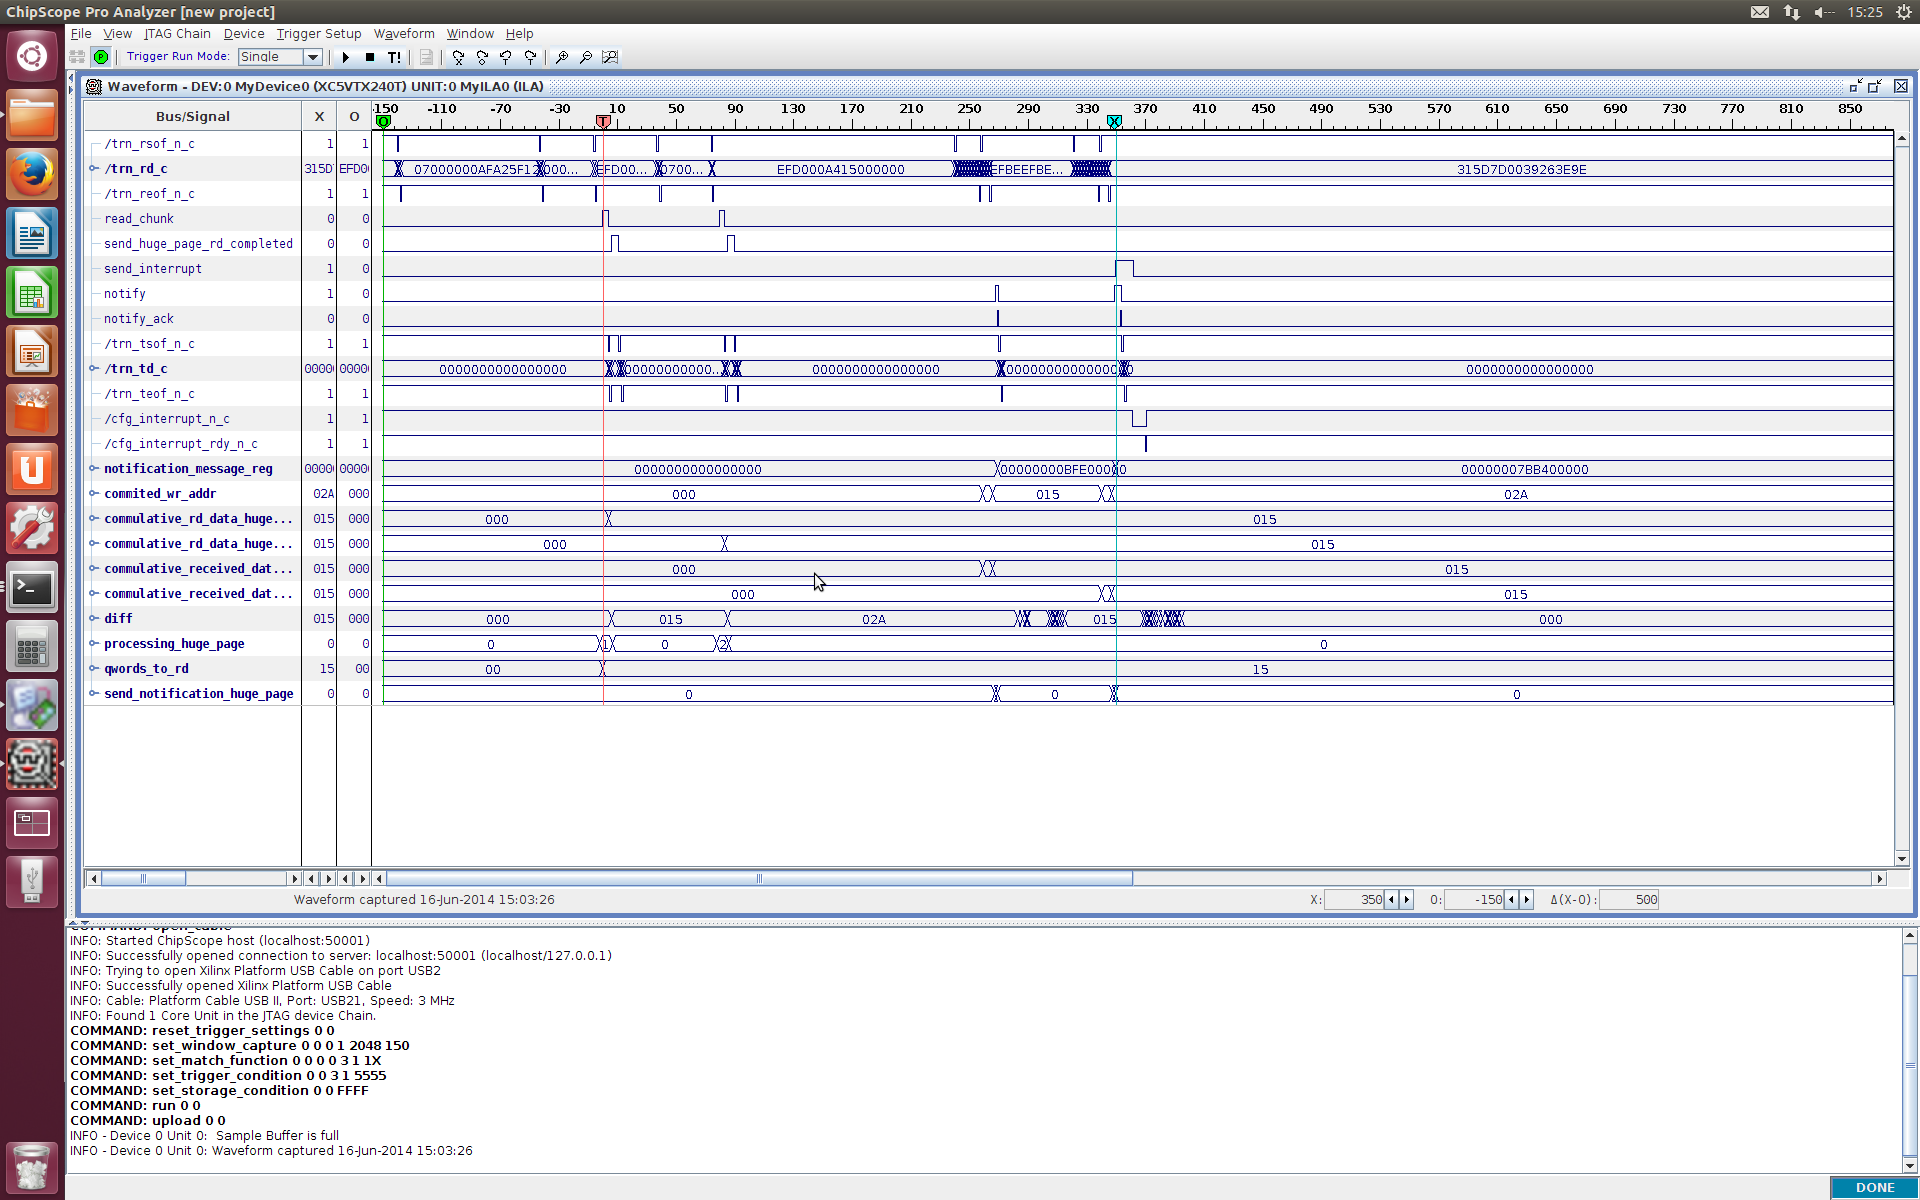 ChipScope Pro Analyzer [new project]
15:25
File View JTAG Chain Device Trigger Setup Waveform Window Help
Trigger Run Mode: Single T!
Waveform - DEV:0 MyDevice0 (XC5VTX240T) UNIT:0 MyILA0 (ILA)
Bus/Signal X O -150 -110 -70 -30 10 50 90 130 170 210 250 290 330 370 410 450 490 530 570 610 650 690 730 770 810 850
O T X
/trn_rsof_n_c 1 1
/trn_rd_c 315D EFD0 07000000AFA25F12 000... EFD00... 0700... EFD000A415000000 EFBEEFBE... 315D7D0039263E9E
/trn_reof_n_c 1 1
read_chunk 0 0
send_huge_page_rd_completed 0 0
send_interrupt 1 0
notify 1 0
notify_ack 0 0
/trn_tsof_n_c 1 1
/trn_td_c 0000 0000 0000000000000000 00000000000... 0000000000000000 0000000000000000
/trn_teof_n_c 1 1
/cfg_interrupt_n_c 1 1
/cfg_interrupt_rdy_n_c 1 1
notification_message_reg 0000 0000 0000000000000000 00000000BFE00000 00000007BB400000
commited_wr_addr 02A 000 000 015 02A
commulative_rd_data_huge... 015 000 000 015
commulative_rd_data_huge... 015 000 000 015
commulative_received_dat... 015 000 000 015
commulative_received_dat... 015 000 000 015
diff 015 000 000 015 02A 015 000
processing_huge_page 0 0 0 1 0 2 0
qwords_to_rd 15 00 00 15
send_notification_huge_page 0 0 0 0 0
Waveform captured 16-Jun-2014 15:03:26 X: 350 O: -150 Δ(X-O): 500
COMMAND: open_cable
INFO: Started ChipScope host (localhost:50001)
INFO: Successfully opened connection to server: localhost:50001 (localhost/127.0.0.1)
INFO: Trying to open Xilinx Platform USB Cable on port USB2
INFO: Successfully opened Xilinx Platform USB Cable
INFO: Cable: Platform Cable USB II, Port: USB21, Speed: 3 MHz
INFO: Found 1 Core Unit in the JTAG device Chain.
COMMAND: reset_trigger_settings 0 0
COMMAND: set_window_capture 0 0 0 1 2048 150
COMMAND: set_match_function 0 0 0 0 3 1 1X
COMMAND: set_trigger_condition 0 0 3 1 5555
COMMAND: set_storage_condition 0 0 FFFF
COMMAND: run 0 0
COMMAND: upload 0 0
INFO - Device 0 Unit 0: Sample Buffer is full
INFO - Device 0 Unit 0: Waveform captured 16-Jun-2014 15:03:26
DONE